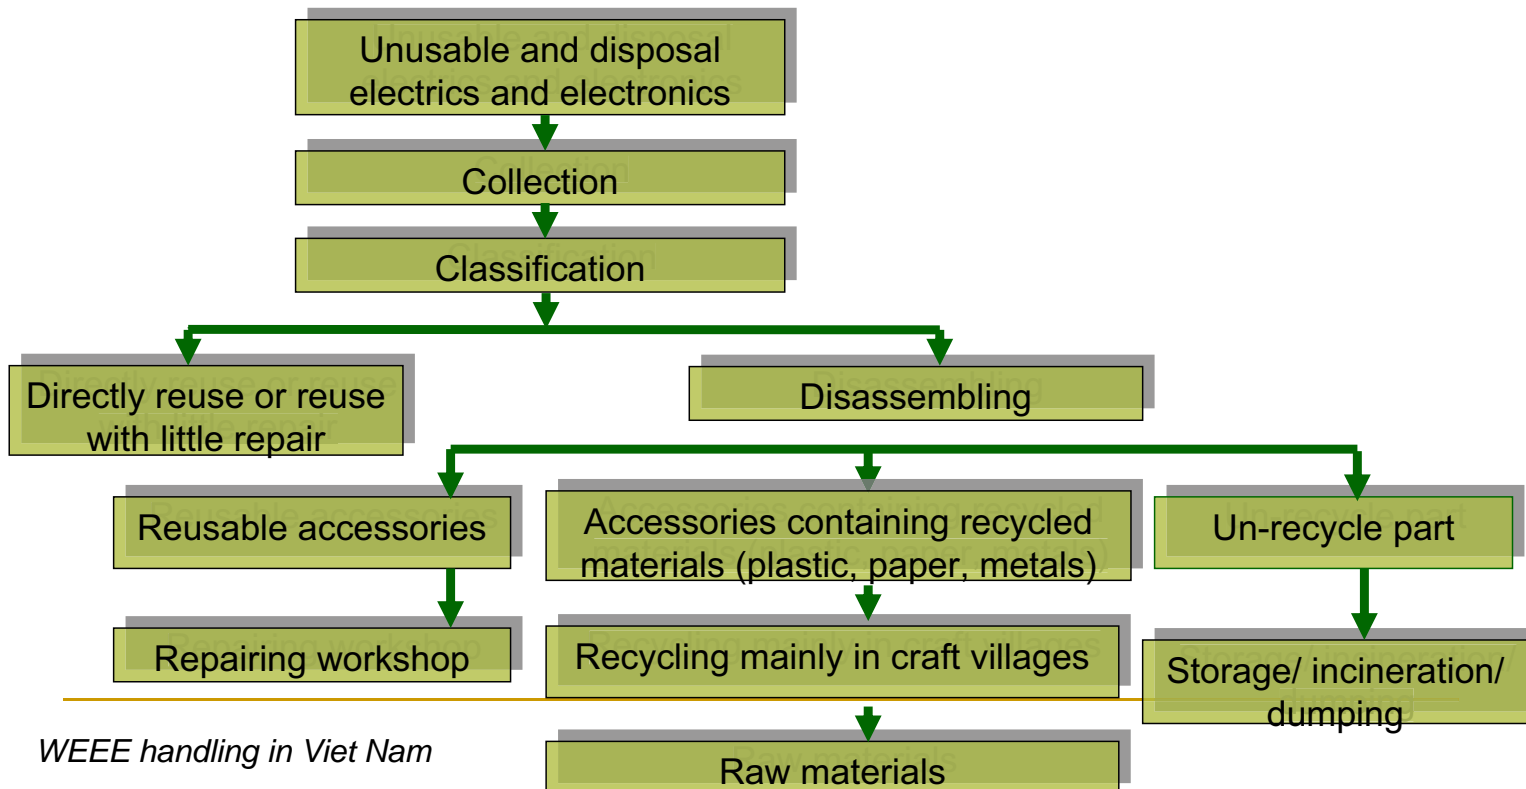 Unusable and disposal
electrics and electronics
Collection
Classification
Directly reuse or reuse
with little repair
Disassembling
Reusable accessories
Accessories containing recycled
materials (plastic, paper, metals)
Un-recycle part
Repairing workshop
Recycling mainly in craft villages
Storage/ incineration/
dumping
WEEE handling in Viet Nam
Raw materials